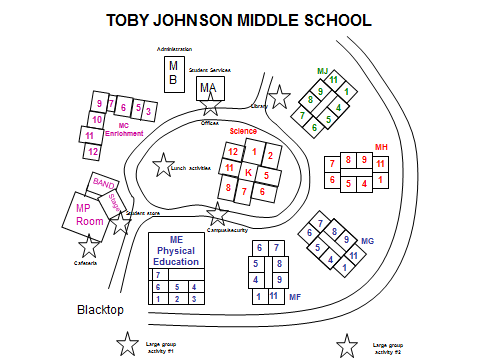 TOBY JOHNSON MIDDLE SCHOOL
Administration
M
B
Student Services
MA
Offices
Library
MJ
11
1
9
8
4
7
5
6
9 7 6 5 3
10
11
12
MC
Enrichment
Science
12 1 2
11 K 5
8 7 6
Lunch activities
MH
7 8 9 11
6 5 4 1
BAND
Stage
MP
Room
Student store
Campus security
Cafeteria
ME
Physical
Education
7
6 5 4
1 2 3
6 7
5 8
4 9
1 11
MF
7
8
6
9
5
11
4
1
MG
Blacktop
Large group
activity #1
Large group
activity #2